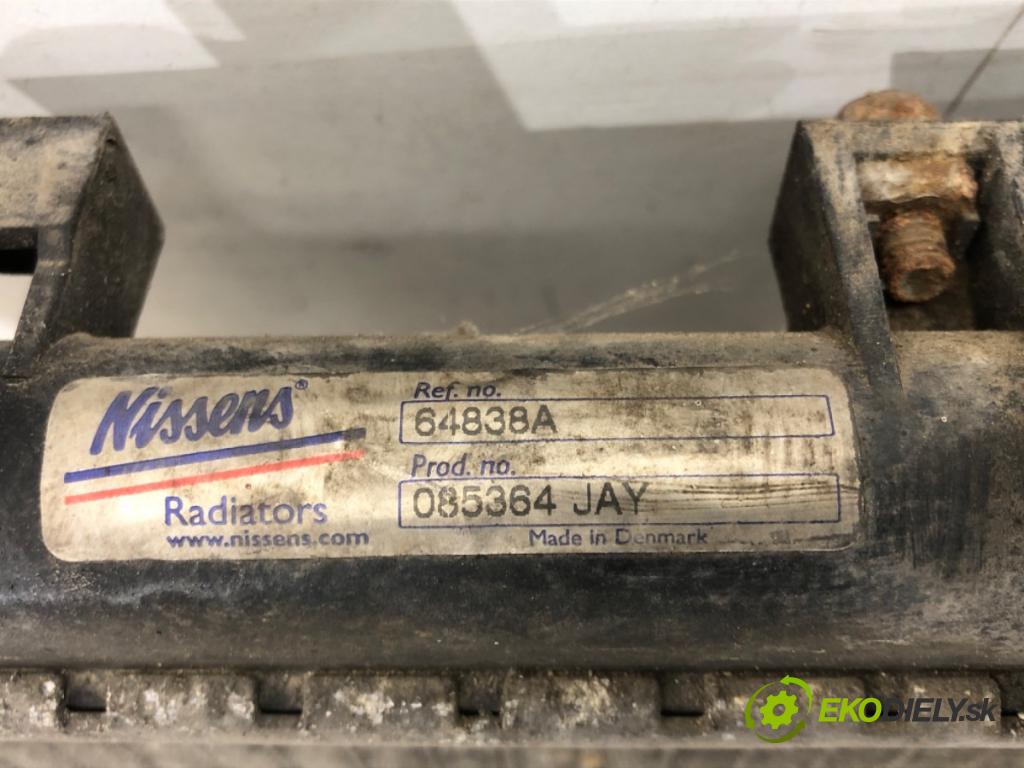 Nissens®
Radiators
www.nissens.com
Ref. no.
64838A
Prod. no.
085364 JAY
Made in Denmark
EKODIELY.sk